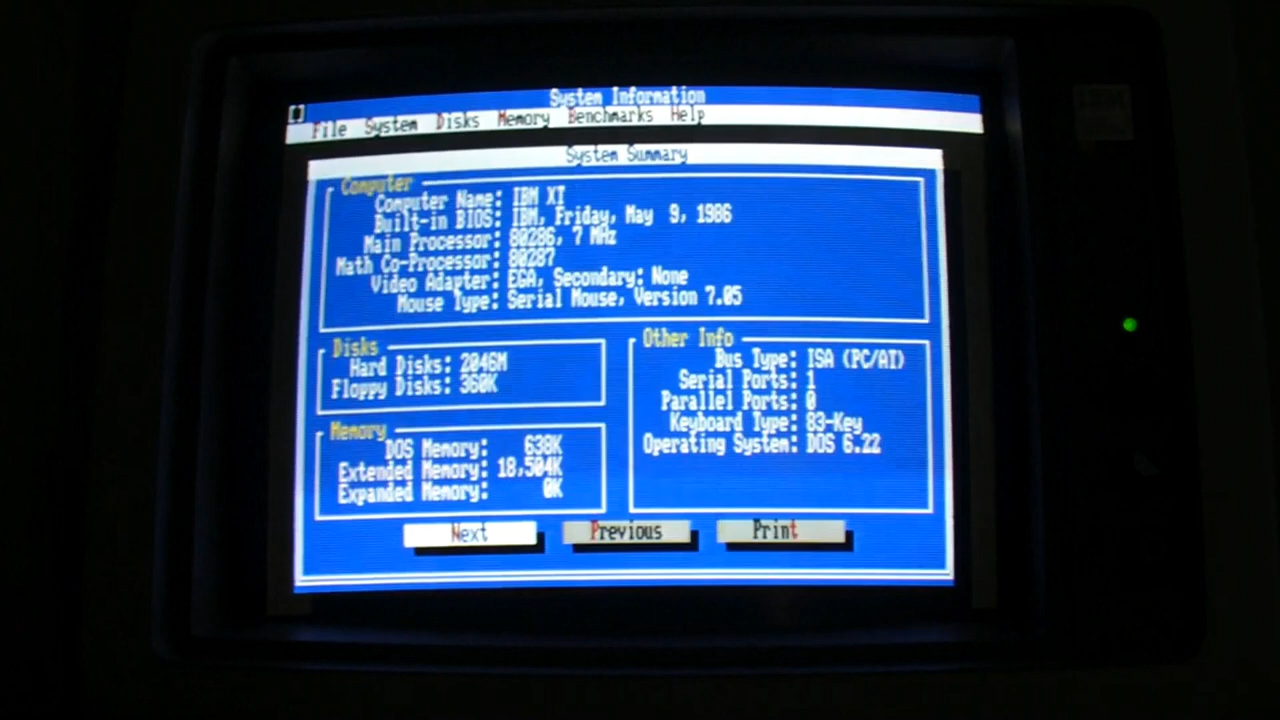 System Information
File System Disks Memory Benchmarks Help
System Summary
Computer
Computer Name: IBM XT
Built-in BIOS: IBM, Friday, May 9, 1986
Main Processor: 80286, 7 MHz
Math Co-Processor: 80287
Video Adapter: EGA, Secondary: None
Mouse Type: Serial Mouse, Version 7.05
Disks
Hard Disks: 2046M
Floppy Disks: 360K
Memory
DOS Memory: 638K
Extended Memory: 18,504K
Expanded Memory: 0K
Other Info
Bus Type: ISA (PC/AT)
Serial Ports: 1
Parallel Ports: 0
Keyboard Type: 83-Key
Operating System: DOS 6.22
Next Previous Print